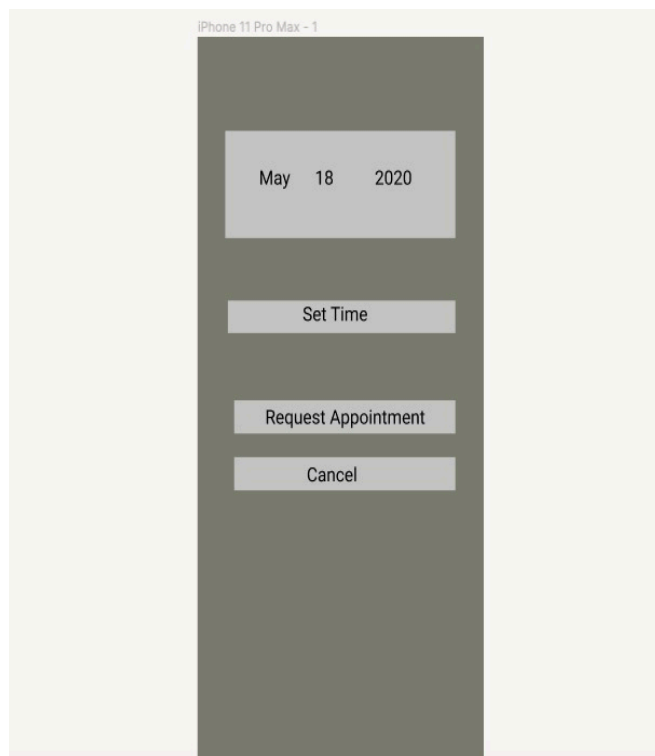 iPhone 11 Pro Max - 1
May 18 2020
Set Time
Request Appointment
Cancel